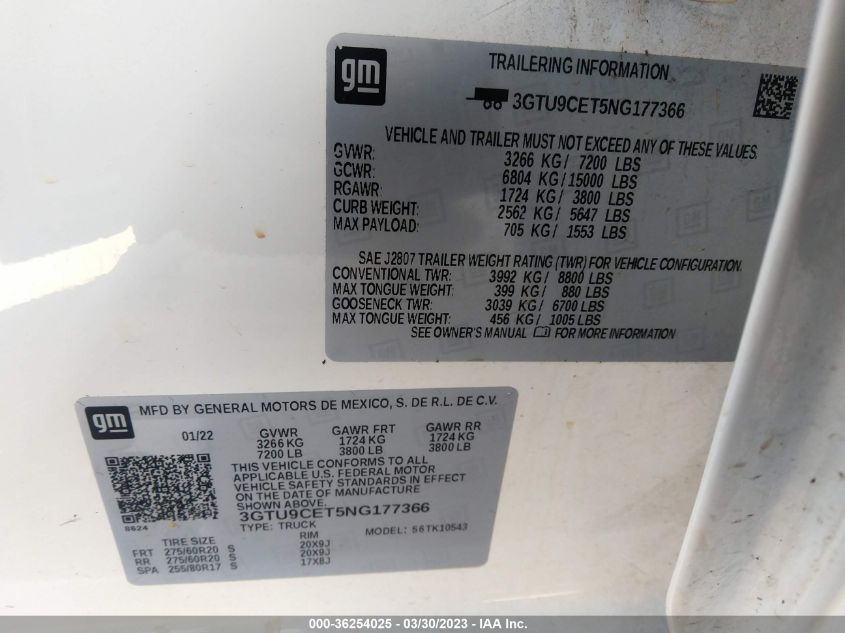 gm
TRAILERING INFORMATION
3GTU9CET5NG177366
VEHICLE AND TRAILER MUST NOT EXCEED ANY OF THESE VALUES.
GVWR: 3266 KG / 7200 LBS
GCWR: 6804 KG / 15000 LBS
RGAWR: 1724 KG / 3800 LBS
CURB WEIGHT: 2562 KG / 5647 LBS
MAX PAYLOAD: 705 KG / 1553 LBS
SAE J2807 TRAILER WEIGHT RATING (TWR) FOR VEHICLE CONFIGURATION.
CONVENTIONAL TWR: 3992 KG / 8800 LBS
MAX TONGUE WEIGHT: 399 KG / 880 LBS
GOOSENECK TWR: 3039 KG / 6700 LBS
MAX TONGUE WEIGHT: 456 KG / 1005 LBS
SEE OWNER'S MANUAL FOR MORE INFORMATION
gm
MFD BY GENERAL MOTORS DE MEXICO, S. DE R.L. DE C.V.
01/22 GVWR GAWR FRT GAWR RR
3266 KG 1724 KG 1724 KG
7200 LB 3800 LB 3800 LB
THIS VEHICLE CONFORMS TO ALL
APPLICABLE U.S. FEDERAL MOTOR
VEHICLE SAFETY STANDARDS IN EFFECT
ON THE DATE OF MANUFACTURE
SHOWN ABOVE.
8624
3GTU9CET5NG177366
TYPE: TRUCK MODEL: 56TK10543
TIRE SIZE RIM
FRT 275/60R20 S 20X9J
RR 275/60R20 S 20X9J
SPA 255/80R17 S 17X8J
000-36254025 - 03/30/2023 - IAA Inc.